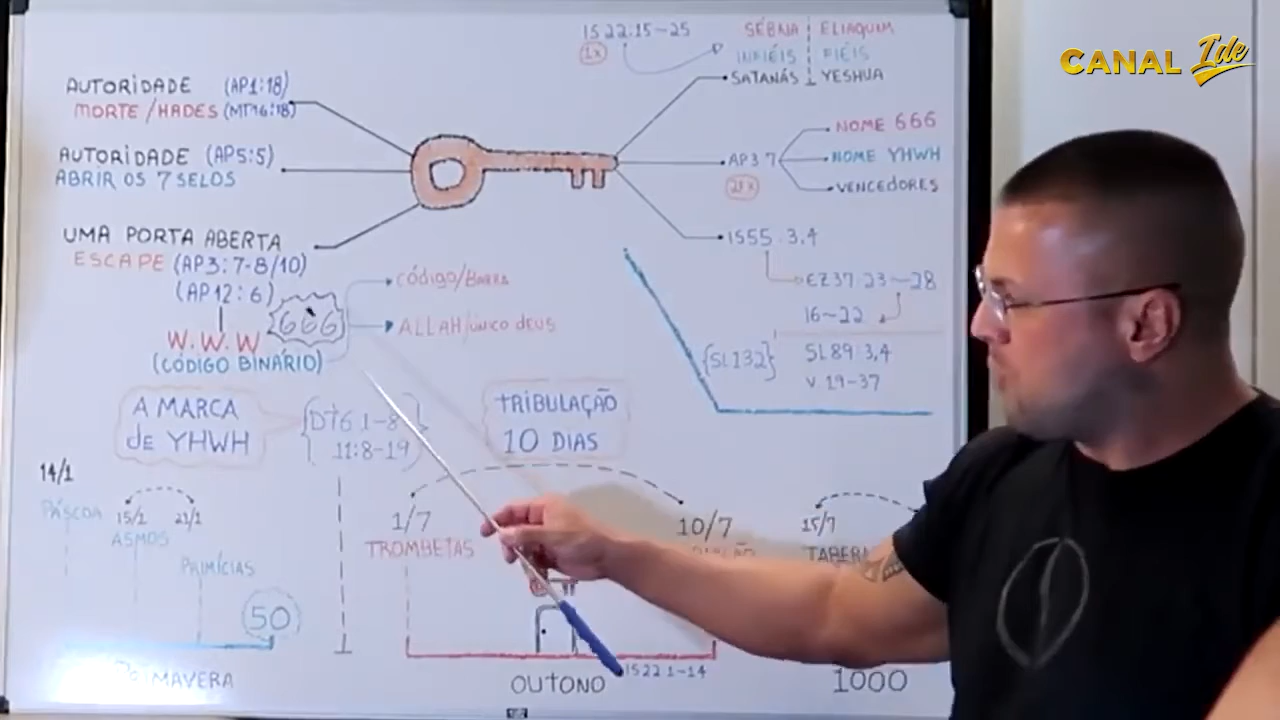 CANAL Ide
IS 22:15-25
1x
SÉBNA ELIAQUIM
INFIÉIS FIÉIS
SATANÁS YESHUA
AUTORIDADE (AP1:18)
MORTE/HADES (MT16:18)
AUTORIDADE (AP5:5)
ABRIR OS 7 SELOS
UMA PORTA ABERTA
ESCAPE (AP3:7-8/10)
(AP12:6)
W.W.W
666
(CÓDIGO BINÁRIO)
CÓDIGO/BARRA
ALLAH/ÚNICO DEUS
AP3 7
NOME 666
NOME YHWH
VENCEDORES
IS55.3,4
EZ37.23-28
16~22
{SL132}
SL89:3,4
V.19-37
A MARCA
de YHWH
DT6.1-8
11:8-19
TRIBULAÇÃO
10 DIAS
14/1
PÁSCOA
15/1 21/1
ASMOS
PRIMÍCIAS
50
PRIMAVERA
1/7
TROMBETAS
10/7
15/7
TABER
OUTONO
IS22 1-14
1000